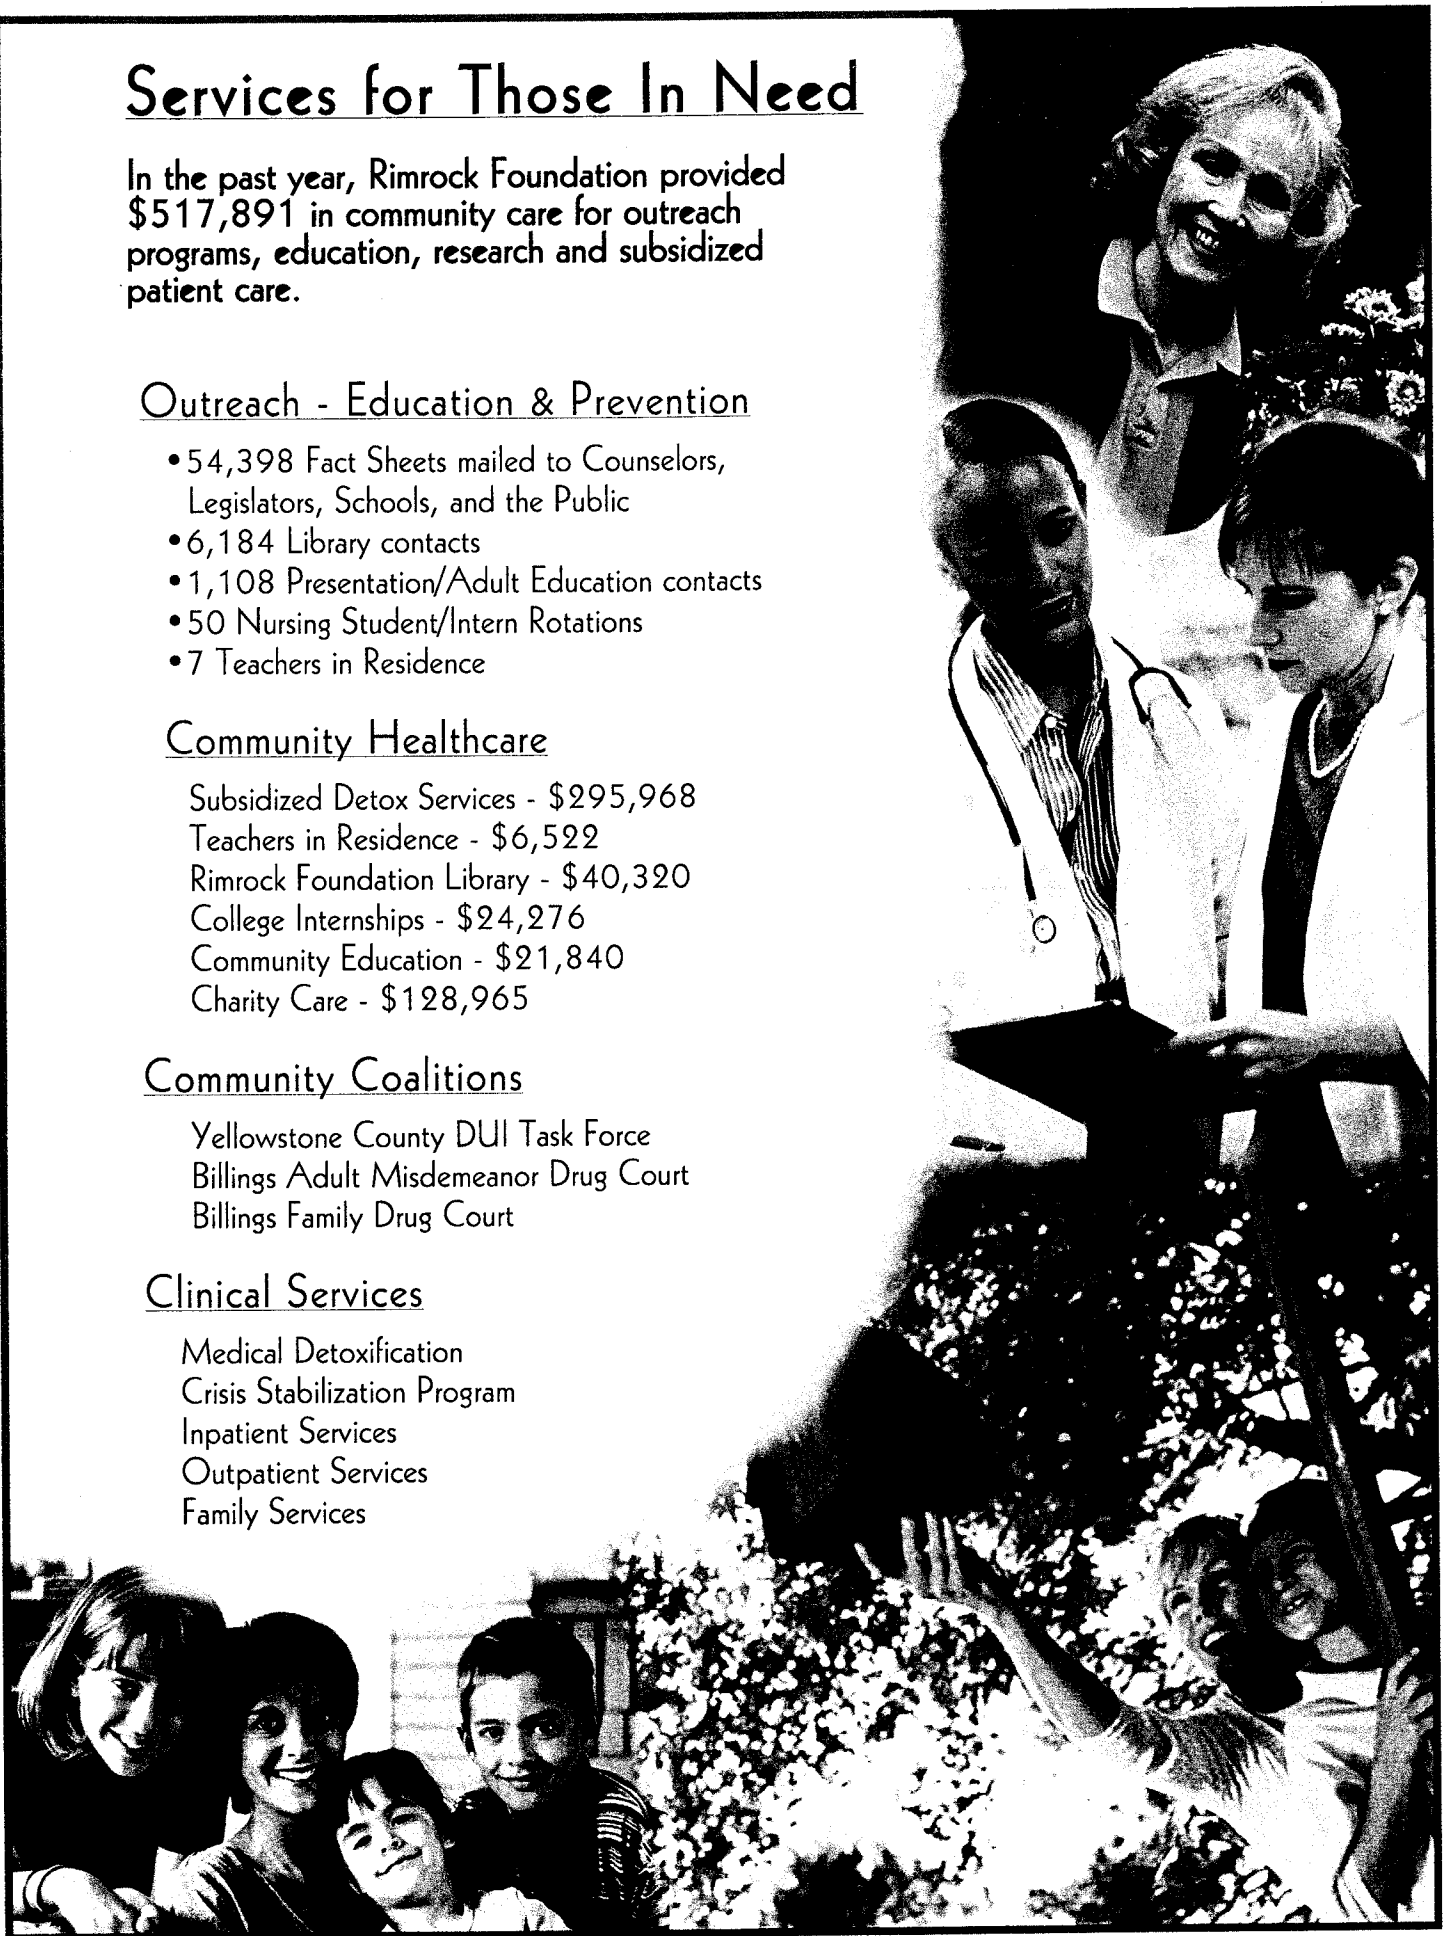 Services for Those In Need
In the past year, Rimrock Foundation provided
$517,891 in community care for outreach
programs, education, research and subsidized
patient care.
Outreach - Education & Prevention
•54,398 Fact Sheets mailed to Counselors,
Legislators, Schools, and the Public
•6,184 Library contacts
•1,108 Presentation/Adult Education contacts
•50 Nursing Student/Intern Rotations
•7 Teachers in Residence
Community Healthcare
Subsidized Detox Services - $295,968
Teachers in Residence - $6,522
Rimrock Foundation Library - $40,320
College Internships - $24,276
Community Education - $21,840
Charity Care - $128,965
Community Coalitions
Yellowstone County DUI Task Force
Billings Adult Misdemeanor Drug Court
Billings Family Drug Court
Clinical Services
Medical Detoxification
Crisis Stabilization Program
Inpatient Services
Outpatient Services
Family Services